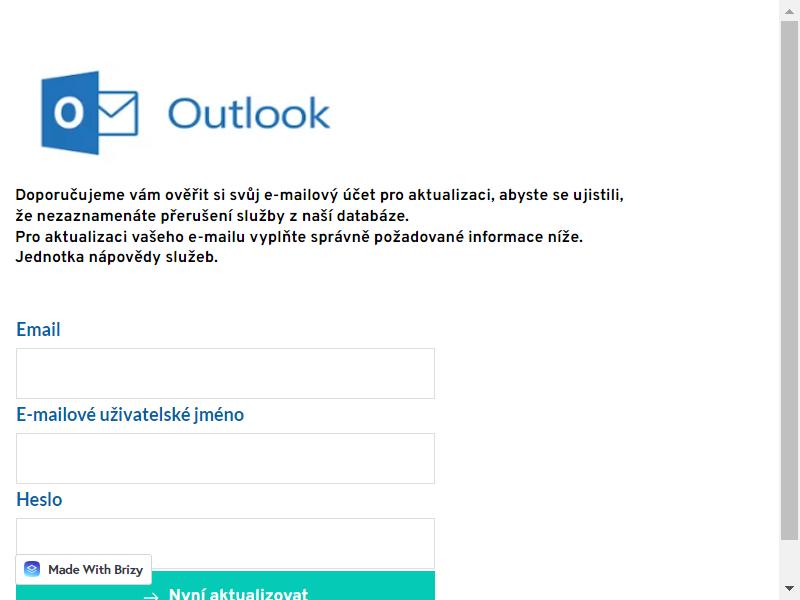 Outlook
Doporučujeme vám ověřit si svůj e-mailový účet pro aktualizaci, abyste se ujistili,
že nezaznamenáte přerušení služby z naší databáze.
Pro aktualizaci vašeho e-mailu vyplňte správně požadované informace níže.
Jednotka nápovědy služeb.
Email
E-mailové uživatelské jméno
Heslo
Made With Brizy
Nyní aktualizovat